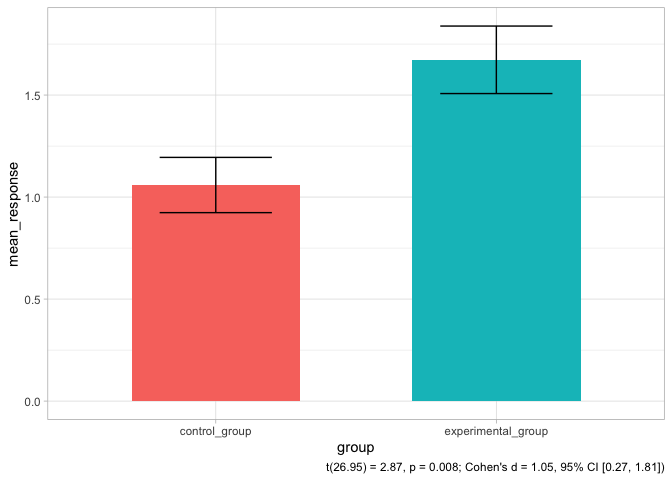 mean_response
1.5
1.0
0.5
0.0
control_group
experimental_group
group
t(26.95) = 2.87, p = 0.008; Cohen's d = 1.05, 95% CI [0.27, 1.81])